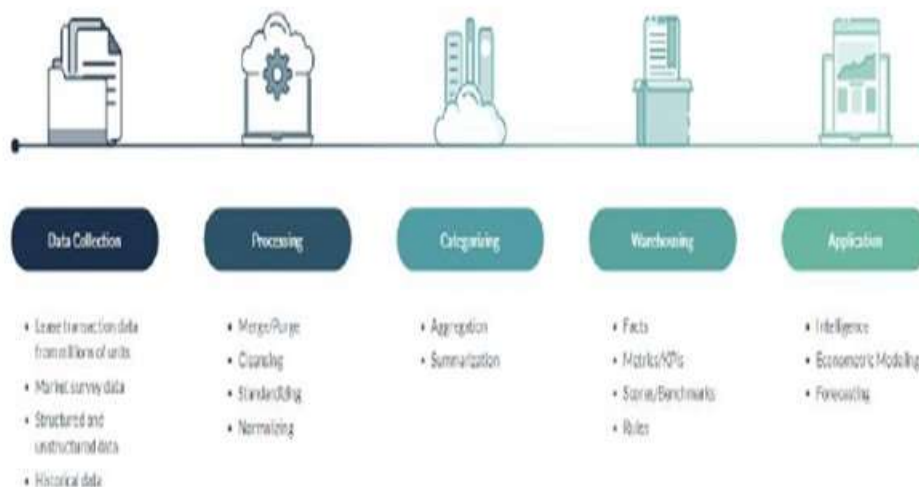 Data Collection
Processing
Categorizing
Warehousing
Application
• Lease transaction data
from millions of units
• Market survey data
• Structured and
unstructured data
• Historical data
• Merge/Purge
• Cleansing
• Standardizing
• Normalizing
• Aggregation
• Summarization
• Facts
• Metrics/KPIs
• Scores/Benchmarks
• Rules
• Intelligence
• Econometric Modeling
• Forecasting